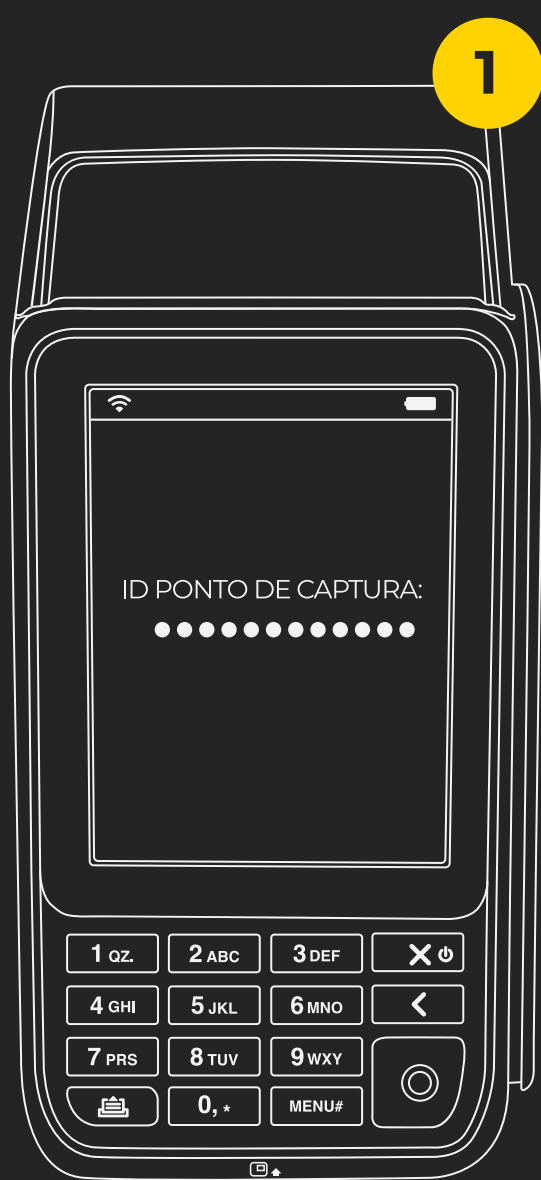 1
ID PONTO DE CAPTURA:
1 QZ. 2 ABC 3 DEF
4 GHI 5 JKL 6 MNO
7 PRS 8 TUV 9 WXY
0, * MENU#